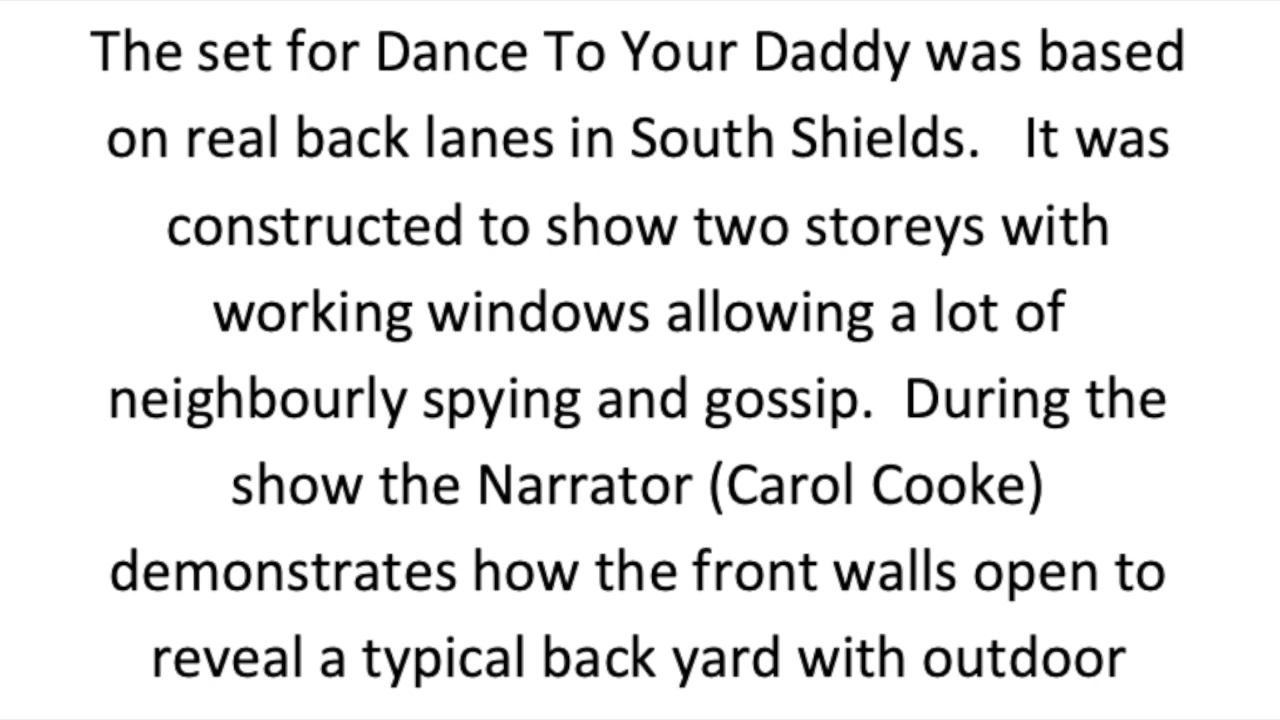 The set for Dance To Your Daddy was based
on real back lanes in South Shields.   It was
constructed to show two storeys with
working windows allowing a lot of
neighbourly spying and gossip.  During the
show the Narrator (Carol Cooke)
demonstrates how the front walls open to
reveal a typical back yard with outdoor